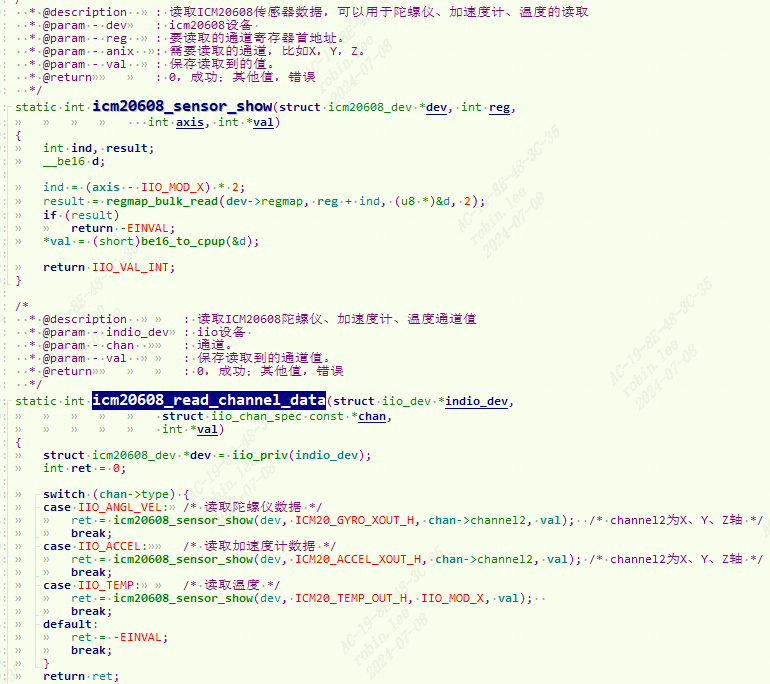 * @description : 读取ICM20608传感器数据，可以用于陀螺仪、加速度计、温度的读取
* @param - dev : icm20608设备
* @param - reg : 要读取的通道寄存器首地址。
* @param - anix : 需要读取的通道，比如X，Y，Z。
* @param - val : 保存读取到的值。
* @return : 0，成功；其他值，错误
*/
static int icm20608_sensor_show(struct icm20608_dev *dev, int reg,
int axis, int *val)
{
int ind, result;
__be16 d;
ind = (axis - IIO_MOD_X) * 2;
result = regmap_bulk_read(dev->regmap, reg + ind, (u8 *)&d, 2);
if (result)
return -EINVAL;
*val = (short)be16_to_cpup(&d);
return IIO_VAL_INT;
}
/*
* @description : 读取ICM20608陀螺仪、加速度计、温度通道值
* @param - indio_dev : iio设备
* @param - chan : 通道。
* @param - val : 保存读取到的通道值。
* @return : 0，成功；其他值，错误
*/
static int icm20608_read_channel_data(struct iio_dev *indio_dev,
struct iio_chan_spec const *chan,
int *val)
{
struct icm20608_dev *dev = iio_priv(indio_dev);
int ret = 0;
switch (chan->type) {
case IIO_ANGL_VEL: /* 读取陀螺仪数据 */
ret = icm20608_sensor_show(dev, ICM20_GYRO_XOUT_H, chan->channel2, val); /* channel2为X、Y、Z轴 */
break;
case IIO_ACCEL: /* 读取加速度计数据 */
ret = icm20608_sensor_show(dev, ICM20_ACCEL_XOUT_H, chan->channel2, val); /* channel2为X、Y、Z轴 */
break;
case IIO_TEMP: /* 读取温度 */
ret = icm20608_sensor_show(dev, ICM20_TEMP_OUT_H, IIO_MOD_X, val);
break;
default:
ret = -EINVAL;
break;
}
return ret;
AC-19-8E-48-3C-35
robin.lee
2024-07-08